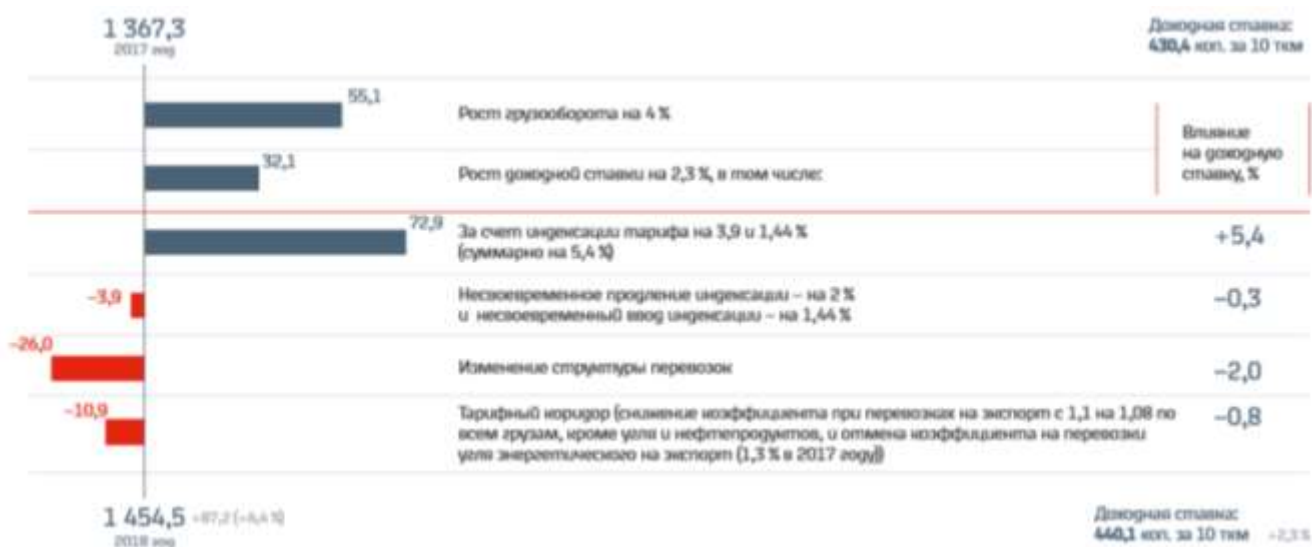 1 367,3
2017 год
Доходная ставка:
430,4 коп. за 10 ткм
55,1
Рост грузооборота на 4 %
Влияние
на доходную
ставку, %
32,1
Рост доходной ставки на 2,3 %, в том числе:
72,9
За счет индексации тарифа на 3,9 и 1,44 %
(суммарно на 5,4 %)
+5,4
–3,9
Несвоевременное продление индексации – на 2 %
и несвоевременный ввод индексации – на 1,44 %
–0,3
–26,0
Изменение структуры перевозок
–2,0
–10,9
Тарифный коридор (снижение коэффициента при перевозках на экспорт с 1,1 на 1,08 по
всем грузам, кроме угля и нефтепродуктов, и отмена коэффициента на перевозки
угля энергетического на экспорт (1,3 % в 2017 году))
–0,8
1 454,5 +87,2 (+6,4 %)
2018 год
Доходная ставка:
440,1 коп. за 10 ткм +2,3 %